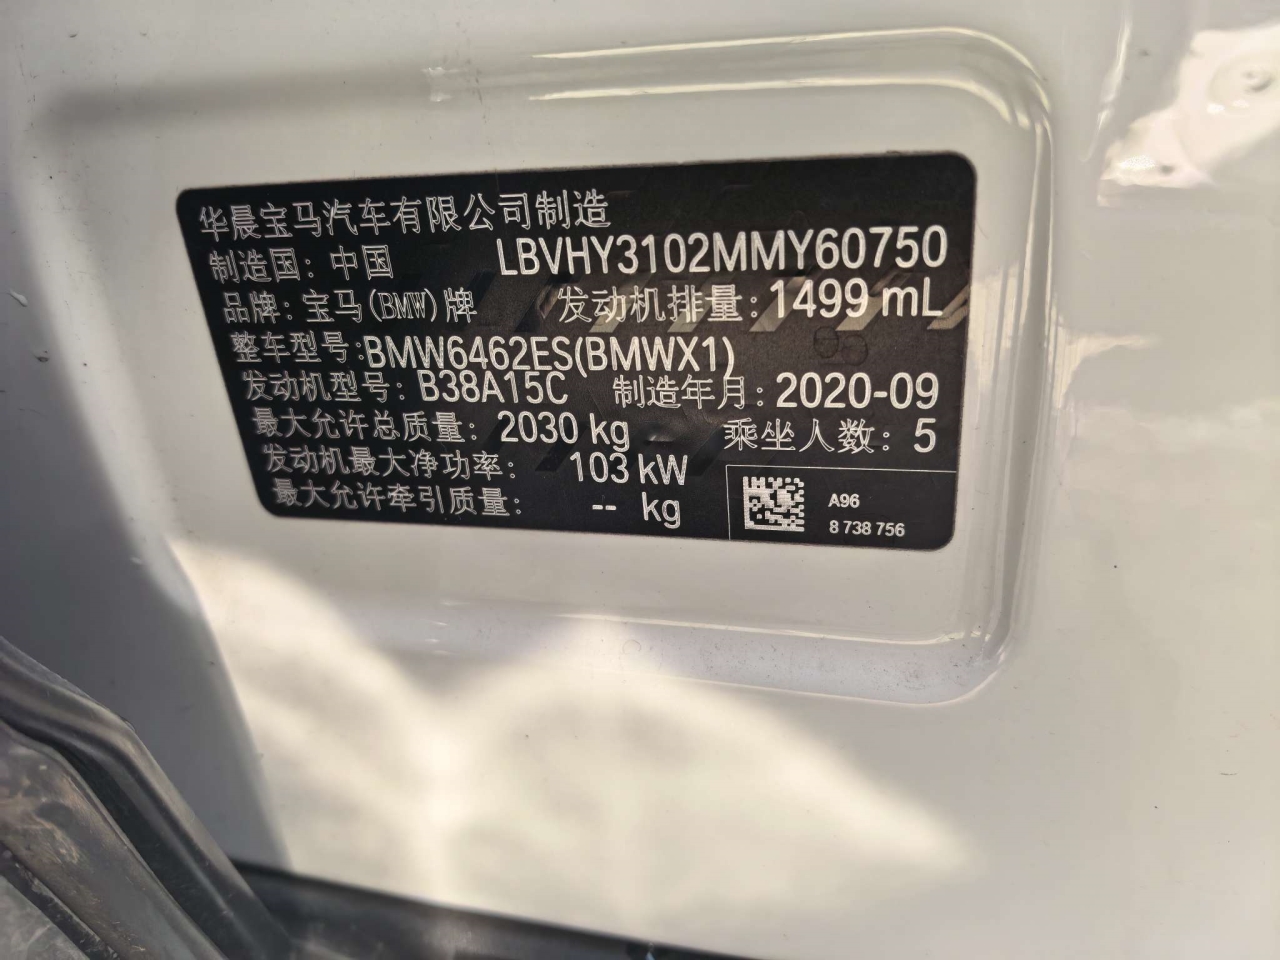 华晨宝马汽车有限公司制造
制造国：中国 LBVHY3102MMY60750
品牌：宝马(BMW)牌 发动机排量：1499 mL
整车型号：BMW6462ES(BMWX1)
发动机型号：B38A15C 制造年月：2020-09
最大允许总质量：2030 kg 乘坐人数：5
发动机最大净功率：103 kW
最大允许牵引质量：-- kg
A96
8 738 756